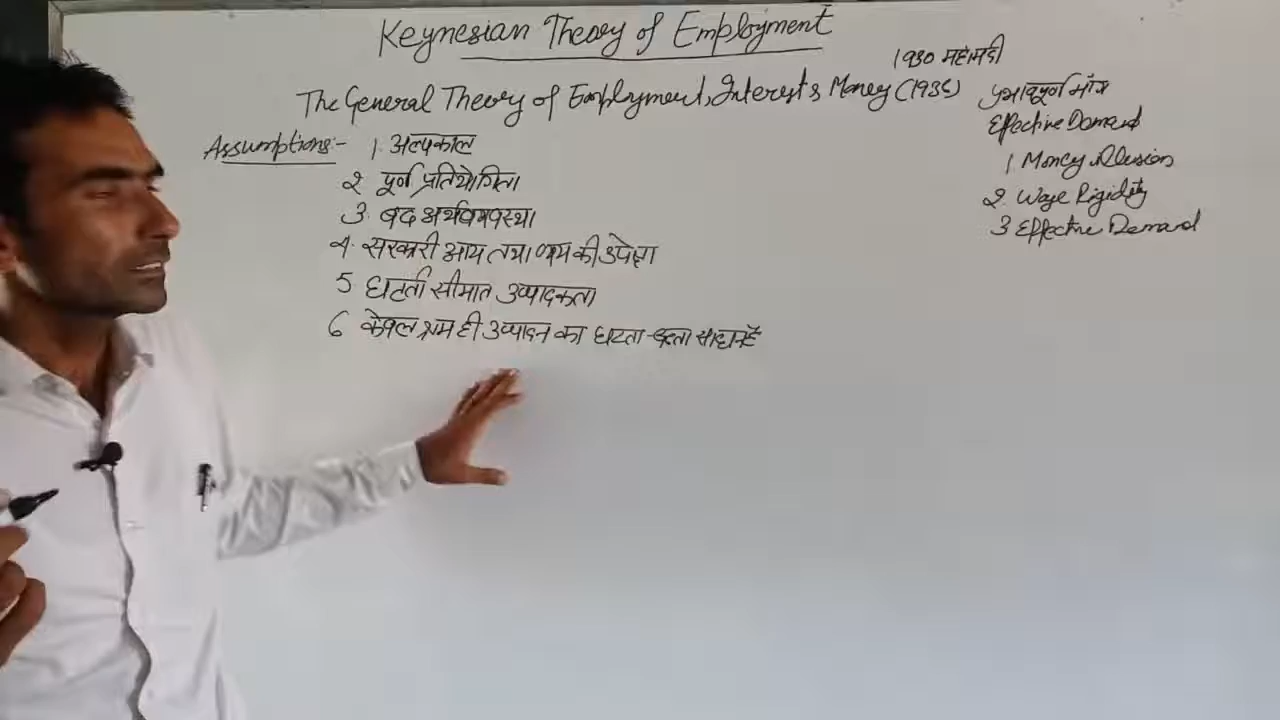 Keynesian Theory of Employment
The General Theory of Employment, Interest & Money (1936)
Assumptions:- 1. अल्पकाल
2 पूर्ण प्रतियोगिता
3. बंद अर्थव्यवस्था
4. सरकारी आय तथा व्यय की उपेक्षा
5 घटती सीमांत उत्पादकता
6 केवल श्रम ही उत्पादन का घटता-बढ़ता साधन है
1930 महामंदी
प्रभावपूर्ण मांग
Effective Demand
1. Money illusion
2. Wage Rigidity
3 Effective Demand